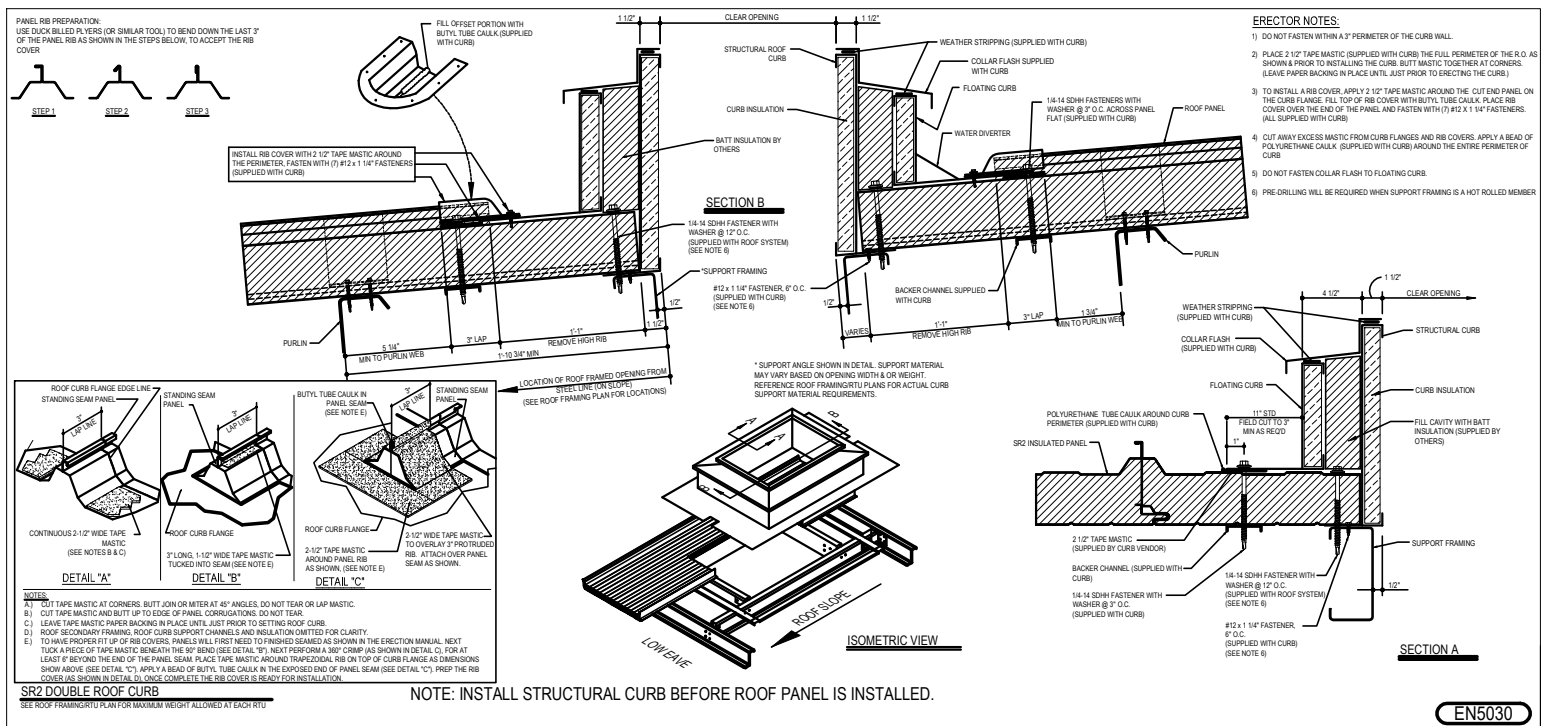 PANEL RIB PREPARATION:
USE DUCK BILLED PLYERS (OR SIMILAR TOOL) TO BEND DOWN THE LAST 3"
OF THE PANEL RIB AS SHOWN IN THE STEPS BELOW, TO ACCEPT THE RIB
COVER
STEP 1
STEP 2
STEP 3
FILL OFFSET PORTION WITH
BUTYL TUBE CAULK (SUPPLIED
WITH CURB)
INSTALL RIB COVER WITH 2 1/2" TAPE MASTIC AROUND
THE PERIMETER, FASTEN WITH (7) #12 x 1 1/4" FASTENERS
(SUPPLIED WITH CURB)
1 1/2"
CLEAR OPENING
1 1/2"
STRUCTURAL ROOF
CURB
CURB INSULATION
BATT INSULATION BY
OTHERS
SECTION B
1/4-14 SDHH FASTENER WITH
WASHER @ 12" O.C.
(SUPPLIED WITH ROOF SYSTEM)
(SEE NOTE 6)
*SUPPORT FRAMING
#12 x 1 1/4" FASTENER, 6" O.C.
(SUPPLIED WITH CURB)
(SEE NOTE 6)
WEATHER STRIPPING (SUPPLIED WITH CURB)
COLLAR FLASH SUPPLIED
WITH CURB
FLOATING CURB
1/4-14 SDHH FASTENERS WITH
WASHER @ 3" O.C. ACROSS PANEL
FLAT (SUPPLIED WITH CURB)
ROOF PANEL
WATER DIVERTER
PURLIN
BACKER CHANNEL SUPPLIED
WITH CURB
1/2"
VARIES
1'-1"
REMOVE HIGH RIB
3" LAP
1 3/4"
MIN TO PURLIN WEB
PURLIN
5 1/4"
MIN TO PURLIN WEB
3" LAP
1'-1"
REMOVE HIGH RIB
1 1/2"
1/2"
1'-10 3/4" MIN
LOCATION OF ROOF FRAMED OPENING FROM
STEEL LINE (ON SLOPE)
(SEE ROOF FRAMING PLAN FOR LOCATIONS)
* SUPPORT ANGLE SHOWN IN DETAIL. SUPPORT MATERIAL
MAY VARY BASED ON OPENING WIDTH & OR WEIGHT.
REFERENCE ROOF FRAMING/RTU PLANS FOR ACTUAL CURB
SUPPORT MATERIAL REQUIREMENTS.
ERECTOR NOTES:
1) DO NOT FASTEN WITHIN A 3" PERIMETER OF THE CURB WALL.
2) PLACE 2 1/2" TAPE MASTIC (SUPPLIED WITH CURB) THE FULL PERIMETER OF THE R.O. AS
SHOWN & PRIOR TO INSTALLING THE CURB. BUTT MASTIC TOGETHER AT CORNERS.
(LEAVE PAPER BACKING IN PLACE UNTIL JUST PRIOR TO ERECTING THE CURB.)
3) TO INSTALL A RIB COVER, APPLY 2 1/2" TAPE MASTIC AROUND THE CUT END PANEL ON
THE CURB FLANGE. FILL TOP OF RIB COVER WITH BUTYL TUBE CAULK. PLACE RIB
COVER OVER THE END OF THE PANEL AND FASTEN WITH (7) #12 X 1 1/4" FASTENERS.
(ALL SUPPLIED WITH CURB)
4) CUT AWAY EXCESS MASTIC FROM CURB FLANGES AND RIB COVERS. APPLY A BEAD OF
POLYURETHANE CAULK (SUPPLIED WITH CURB) AROUND THE ENTIRE PERIMETER OF
CURB
5) DO NOT FASTEN COLLAR FLASH TO FLOATING CURB.
6) PRE-DRILLING WILL BE REQUIRED WHEN SUPPORT FRAMING IS A HOT ROLLED MEMBER
ROOF CURB FLANGE EDGE LINE
STANDING SEAM PANEL
3"
LAP LINE
CONTINUOUS 2-1/2" WIDE TAPE
MASTIC
(SEE NOTES B & C)
DETAIL "A"
STANDING SEAM
PANEL
3"
LAP LINE
ROOF CURB FLANGE
3" LONG, 1-1/2" WIDE TAPE MASTIC
TUCKED INTO SEAM (SEE NOTE E)
DETAIL "B"
BUTYL TUBE CAULK IN
PANEL SEAM
(SEE NOTE E)
3"
LAP LINE
STANDING SEAM
PANEL
ROOF CURB FLANGE
2-1/2" TAPE MASTIC
AROUND PANEL RIB
AS SHOWN, (SEE NOTE E)
2-1/2" WIDE TAPE MASTIC
TO OVERLAY 3" PROTRUDED
RIB. ATTACH OVER PANEL
SEAM AS SHOWN.
DETAIL "C"
NOTES:
A.) CUT TAPE MASTIC AT CORNERS. BUTT JOIN OR MITER AT 45° ANGLES, DO NOT TEAR OR LAP MASTIC.
B.) CUT TAPE MASTIC AND BUTT UP TO EDGE OF PANEL CORRUGATIONS. DO NOT TEAR.
C.) LEAVE TAPE MASTIC PAPER BACKING IN PLACE UNTIL JUST PRIOR TO SETTING ROOF CURB.
D.) ROOF SECONDARY FRAMING, ROOF CURB SUPPORT CHANNELS AND INSULATION OMITTED FOR CLARITY.
E.) TO HAVE PROPER FIT UP OF RIB COVERS, PANELS WILL FIRST NEED TO FINISHED SEAMED AS SHOWN IN THE ERECTION MANUAL. NEXT
TUCK A PIECE OF TAPE MASTIC BENEATH THE 90° BEND (SEE DETAIL "B"). NEXT PERFORM A 360° CRIMP (AS SHOWN IN DETAIL C), FOR AT
LEAST 6" BEYOND THE END OF THE PANEL SEAM. PLACE TAPE MASTIC AROUND TRAPEZOIDAL RIB ON TOP OF CURB FLANGE AS DIMENSIONS
SHOW ABOVE (SEE DETAIL "C"). APPLY A BEAD OF BUTYL TUBE CAULK IN THE EXPOSED END OF PANEL SEAM (SEE DETAIL "C"). PREP THE RIB
COVER (AS SHOWN IN DETAIL D), ONCE COMPLETE THE RIB COVER IS READY FOR INSTALLATION.
SR2 DOUBLE ROOF CURB
SEE ROOF FRAMING/RTU PLAN FOR MAXIMUM WEIGHT ALLOWED AT EACH RTU
A
A
B
B
LOW EAVE
ROOF SLOPE
ISOMETRIC VIEW
NOTE: INSTALL STRUCTURAL CURB BEFORE ROOF PANEL IS INSTALLED.
1 1/2"
4 1/2"
CLEAR OPENING
WEATHER STRIPPING
(SUPPLIED WITH CURB)
COLLAR FLASH
(SUPPLIED WITH CURB)
STRUCTURAL CURB
FLOATING CURB
CURB INSULATION
11" STD
FIELD CUT TO 3"
MIN AS REQ'D
1"
FILL CAVITY WITH BATT
INSULATION (SUPPLIED BY
OTHERS)
POLYURETHANE TUBE CAULK AROUND CURB
PERIMETER (SUPPLIED WITH CURB)
SR2 INSULATED PANEL
2 1/2" TAPE MASTIC
(SUPPLIED BY CURB VENDOR)
BACKER CHANNEL (SUPPLIED WITH
CURB)
1/4-14 SDHH FASTENER WITH
WASHER @ 3" O.C.
(SUPPLIED WITH CURB)
1/4-14 SDHH FASTENER WITH
WASHER @ 12" O.C.
(SUPPLIED WITH ROOF SYSTEM)
(SEE NOTE 6)
#12 x 1 1/4" FASTENER,
6" O.C.
(SUPPLIED WITH CURB)
(SEE NOTE 6)
SUPPORT FRAMING
1/2"
SECTION A
EN5030